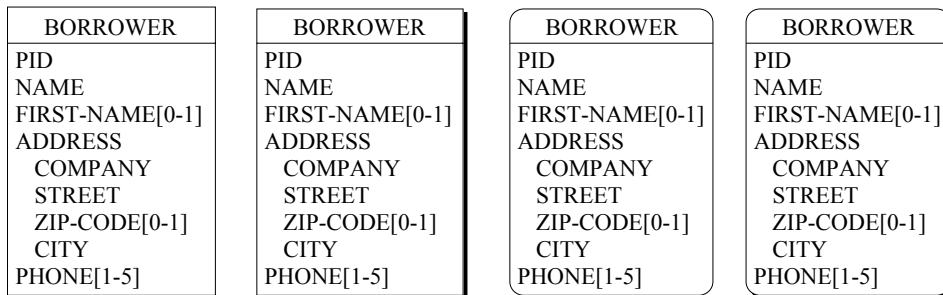 BORROWER
PID
NAME
FIRST-NAME[0-1]
ADDRESS
COMPANY
STREET
ZIP-CODE[0-1]
CITY
PHONE[1-5]
BORROWER
PID
NAME
FIRST-NAME[0-1]
ADDRESS
COMPANY
STREET
ZIP-CODE[0-1]
CITY
PHONE[1-5]
BORROWER
PID
NAME
FIRST-NAME[0-1]
ADDRESS
COMPANY
STREET
ZIP-CODE[0-1]
CITY
PHONE[1-5]
BORROWER
PID
NAME
FIRST-NAME[0-1]
ADDRESS
COMPANY
STREET
ZIP-CODE[0-1]
CITY
PHONE[1-5]